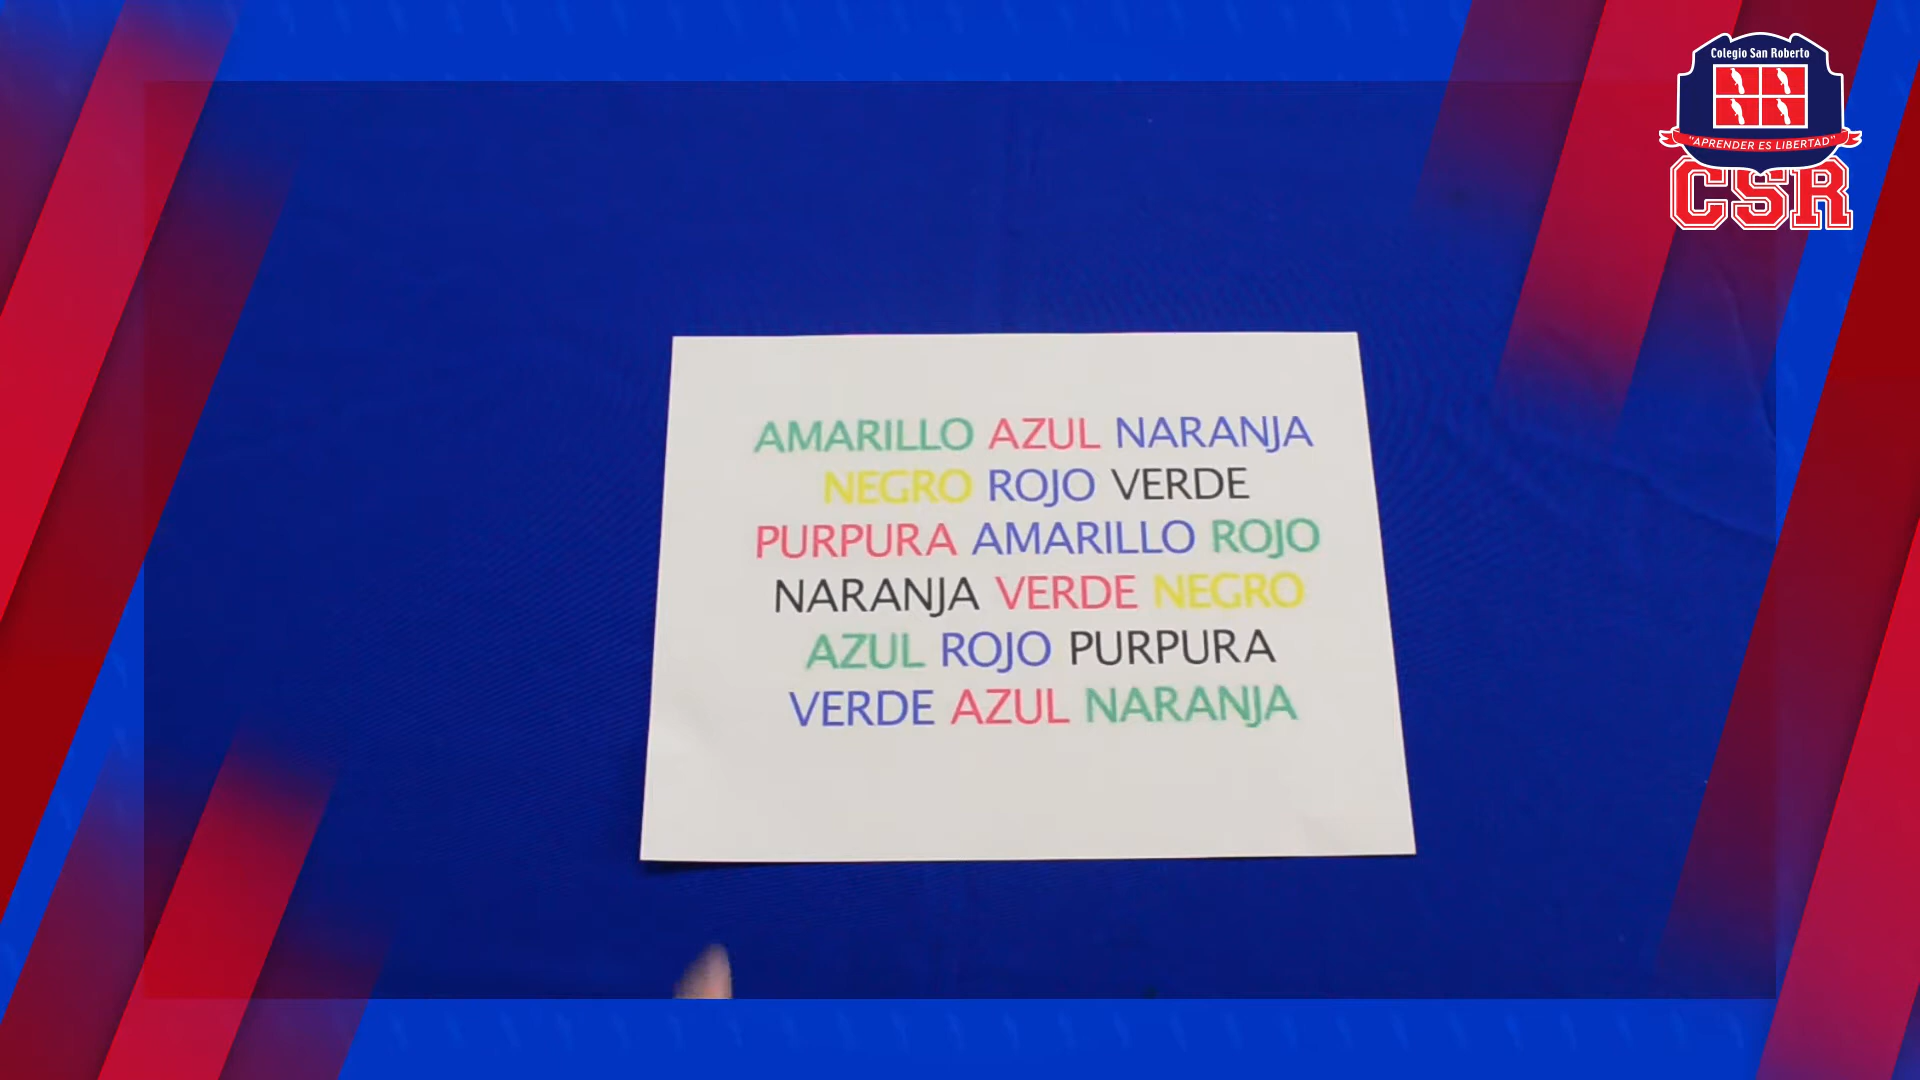 Colegio San Roberto
"APRENDER ES LIBERTAD"
CSR
AMARILLO AZUL NARANJA
NEGRO ROJO VERDE
PURPURA AMARILLO ROJO
NARANJA VERDE NEGRO
AZUL ROJO PURPURA
VERDE AZUL NARANJA